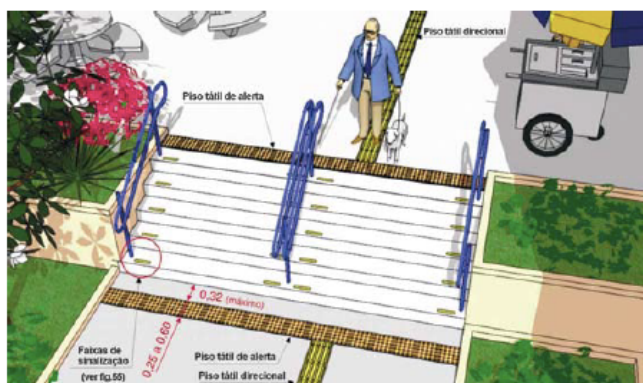 Piso tátil direcional
Piso tátil de alerta
0,32 (máximo)
0,25 a 0,60
Faixas de
sinalização
(ver fig.55)
Piso tátil de alerta
Piso tátil direcional